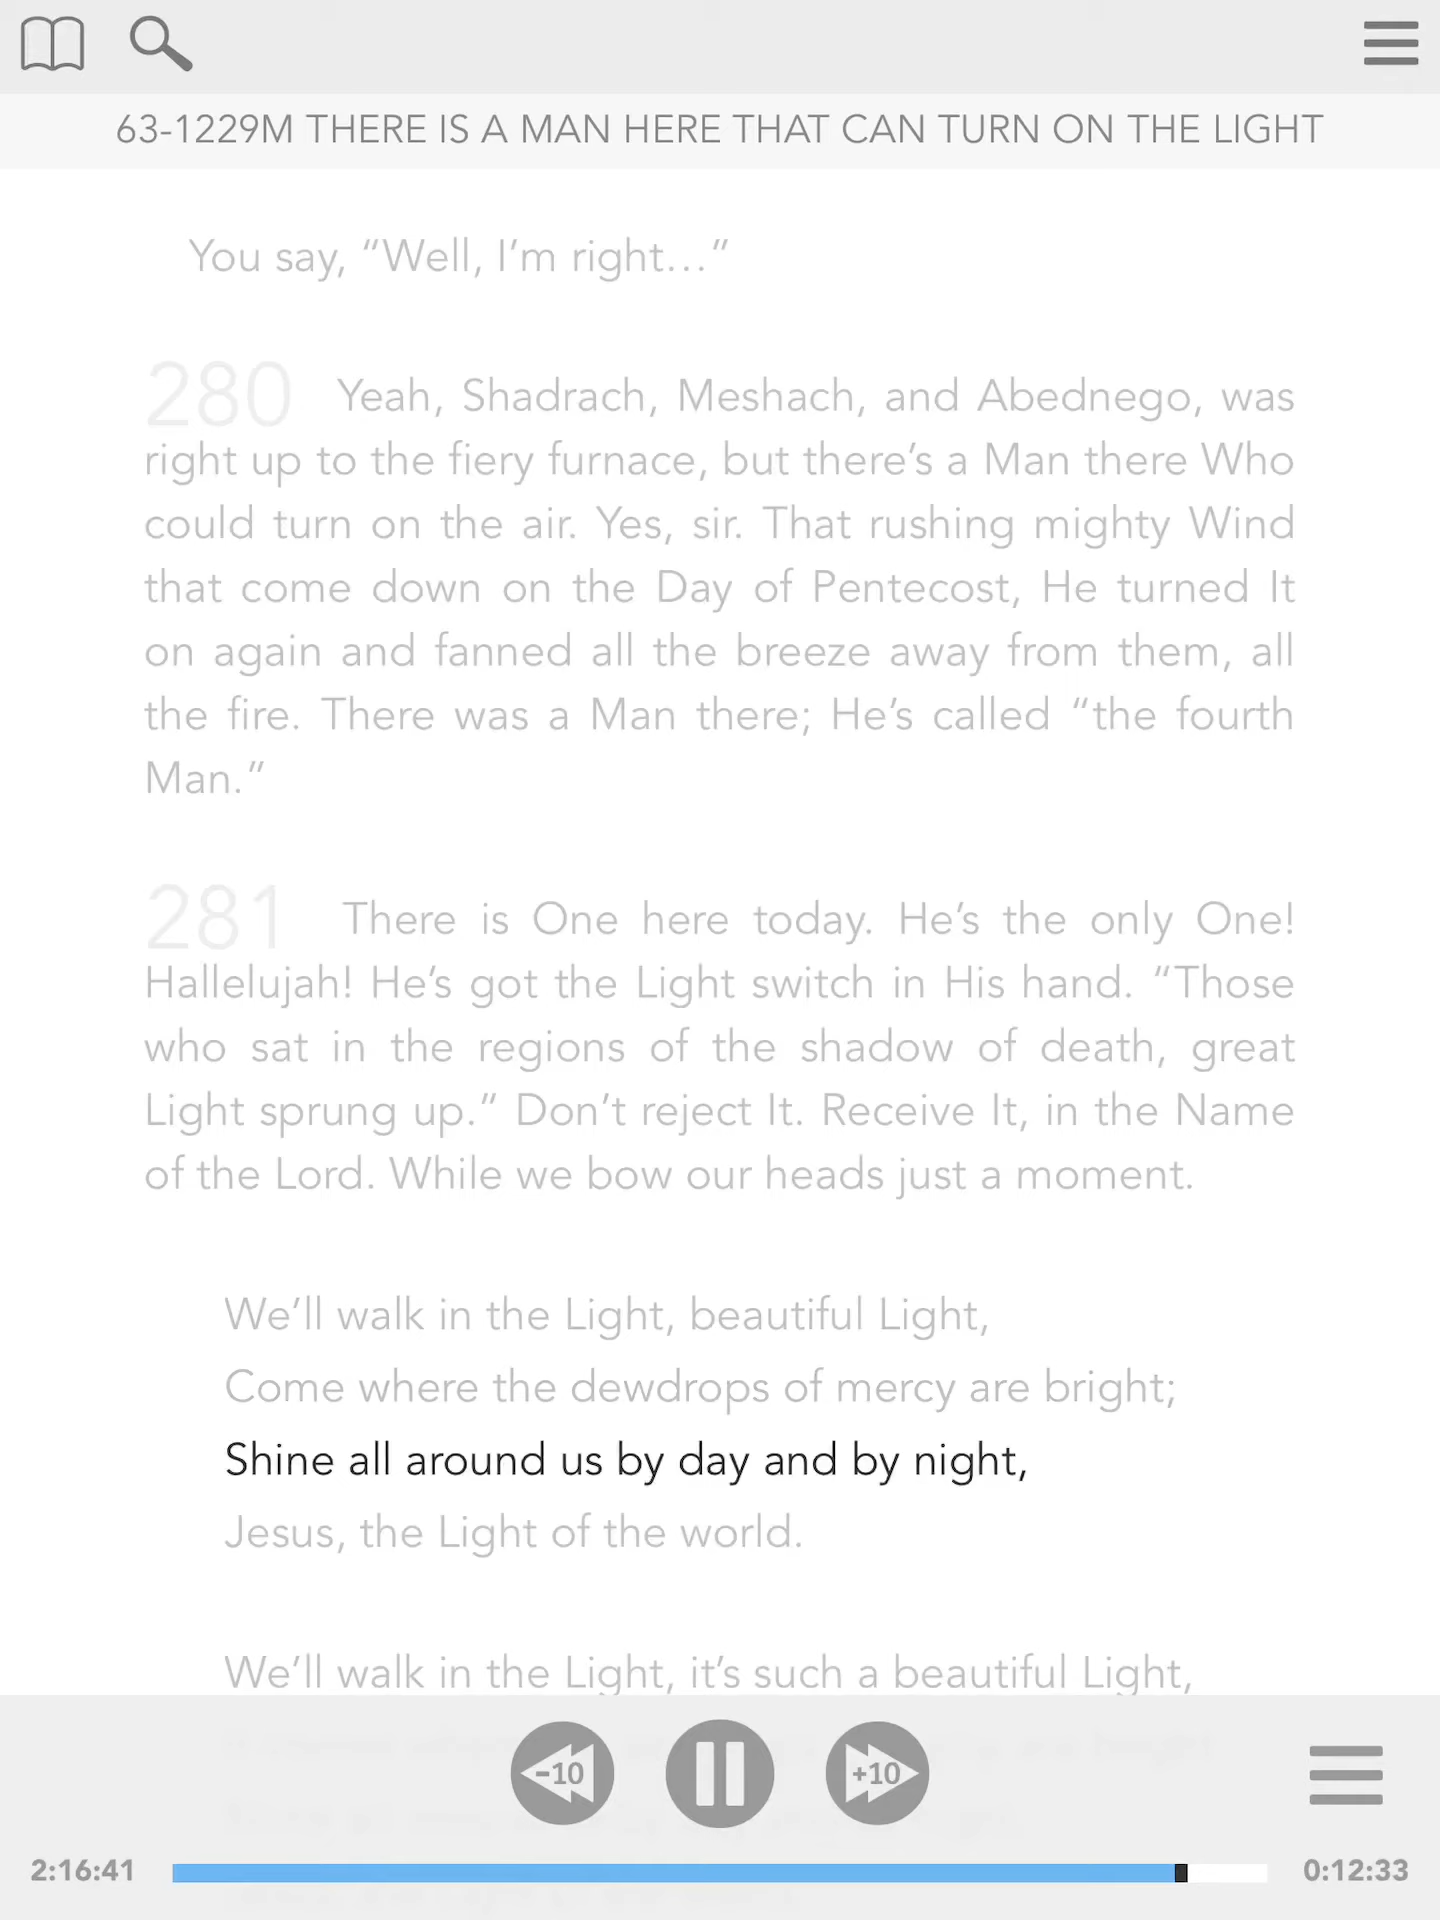 63-1229M THERE IS A MAN HERE THAT CAN TURN ON THE LIGHT
You say, “Well, I’m right…”
280 Yeah, Shadrach, Meshach, and Abednego, was
right up to the fiery furnace, but there’s a Man there Who
could turn on the air. Yes, sir. That rushing mighty Wind
that come down on the Day of Pentecost, He turned It
on again and fanned all the breeze away from them, all
the fire. There was a Man there; He’s called “the fourth
Man.”
281 There is One here today. He’s the only One!
Hallelujah! He’s got the Light switch in His hand. “Those
who sat in the regions of the shadow of death, great
Light sprung up.” Don’t reject It. Receive It, in the Name
of the Lord. While we bow our heads just a moment.
We’ll walk in the Light, beautiful Light,
Come where the dewdrops of mercy are bright;
Shine all around us by day and by night,
Jesus, the Light of the world.
We’ll walk in the Light, it’s such a beautiful Light,
-10 +10
2:16:41 0:12:33